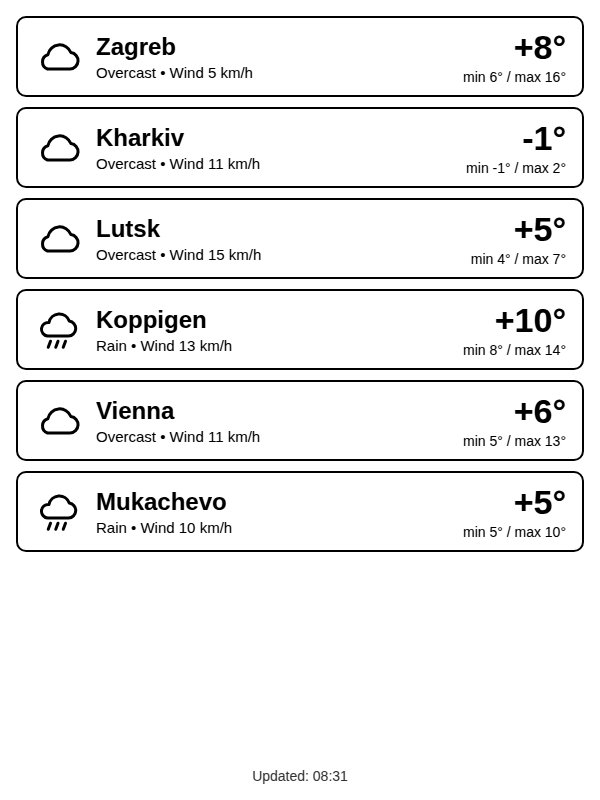 Zagreb
+8°
Overcast • Wind 5 km/h
min 6° / max 16°
Kharkiv
-1°
Overcast • Wind 11 km/h
min -1° / max 2°
Lutsk
+5°
Overcast • Wind 15 km/h
min 4° / max 7°
Koppigen
+10°
Rain • Wind 13 km/h
min 8° / max 14°
Vienna
+6°
Overcast • Wind 11 km/h
min 5° / max 13°
Mukachevo
+5°
Rain • Wind 10 km/h
min 5° / max 10°
Updated: 08:31